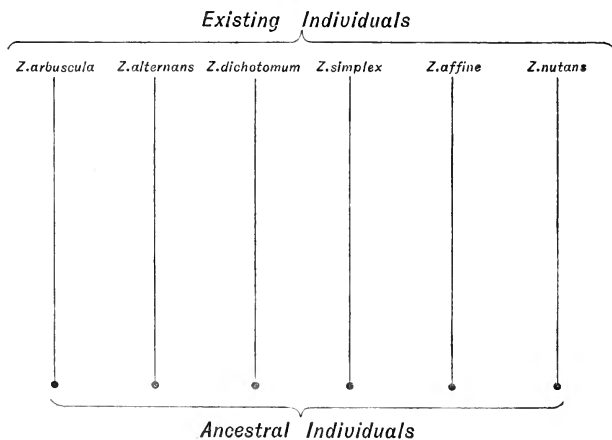 Existing Individuals
Z.arbuscula Z.alternans Z.dichotomum Z.simplex Z.affine Z.nutans
Ancestral Individuals